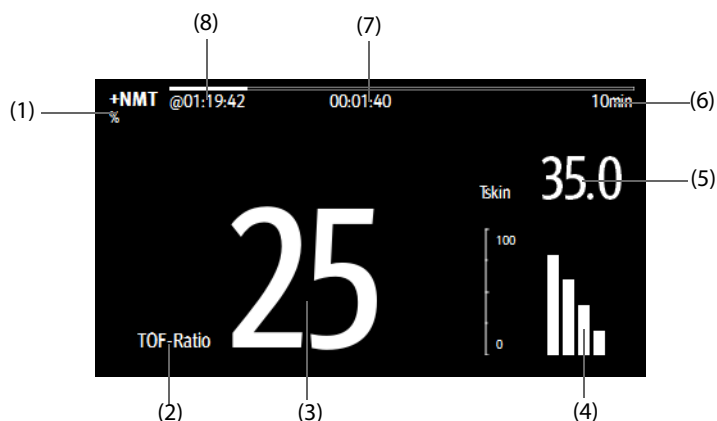 (8) (7)
+NMT @01:19:42 00:01:40 10min (6)
(1) %
Tskin 35.0 (5)
100
25
TOF-Ratio
0
(2) (3) (4)